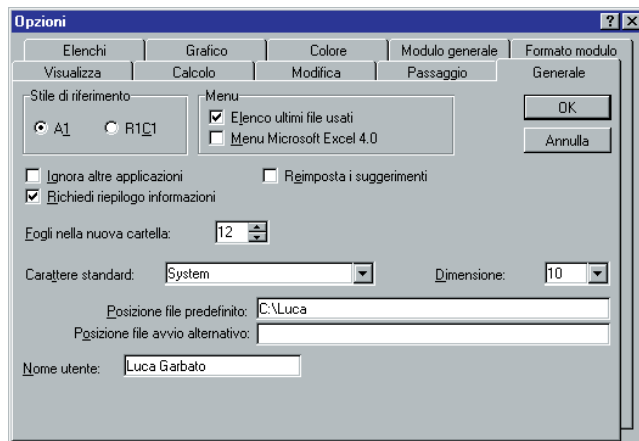 Opzioni
Elenchi Grafico Colore Modulo generale Formato modulo
Visualizza Calcolo Modifica Passaggio Generale
Stile di riferimento Menu
A1 R1C1 Elenco ultimi file usati OK
Menu Microsoft Excel 4.0 Annulla
Ignora altre applicazioni Reimposta i suggerimenti
Richiedi riepilogo informazioni
Fogli nella nuova cartella: 12
Carattere standard: System Dimensione: 10
Posizione file predefinito: C:\Luca
Posizione file avvio alternativo:
Nome utente: Luca Garbato